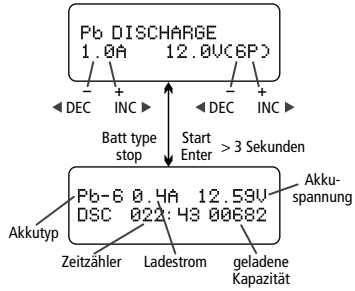 Pb DISCHARGE
1.0A 12.0V(6P)
– + – +
◄ DEC INC ► ◄ DEC INC ►
Batt type stop
Start Enter
> 3 Sekunden
Pb-6 0.4A 12.59V
DSC 022:43 00682
Akku-
spannung
Akkutyp
Zeitzähler
Ladestrom
geladene
Kapazität